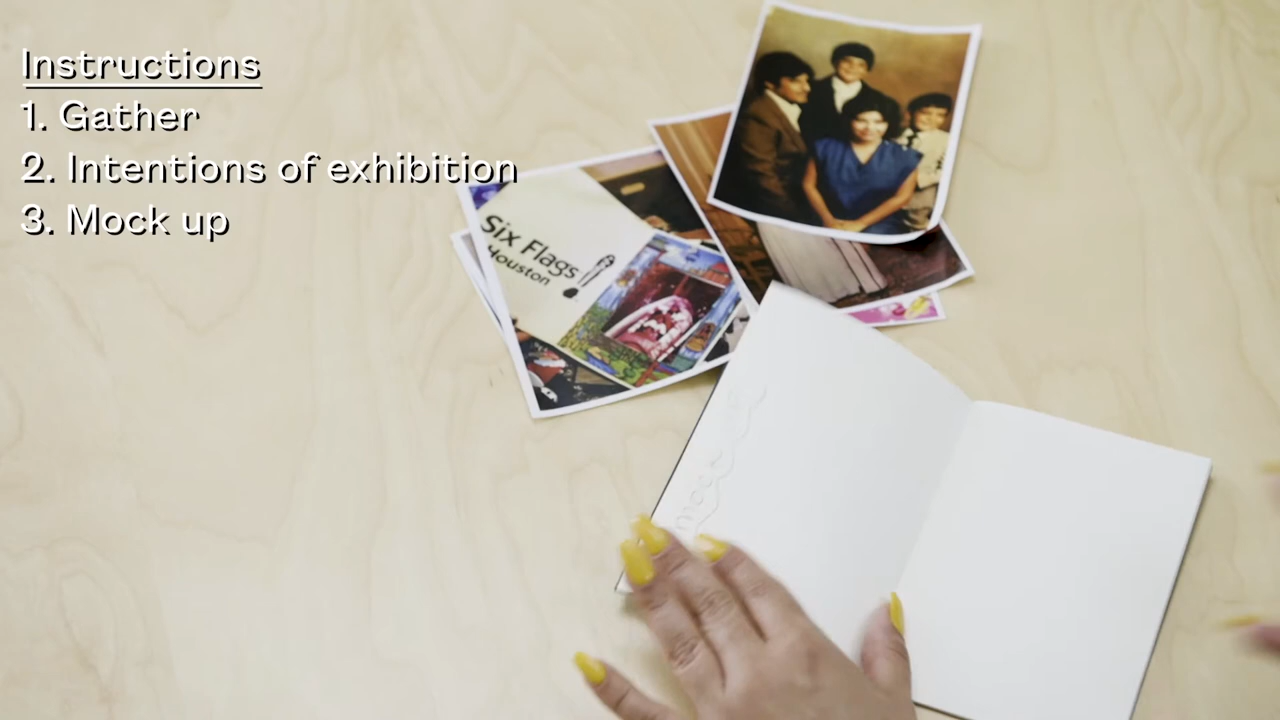 Instructions
1. Gather
2. Intentions of exhibition
3. Mock up
Six Flags
Houston